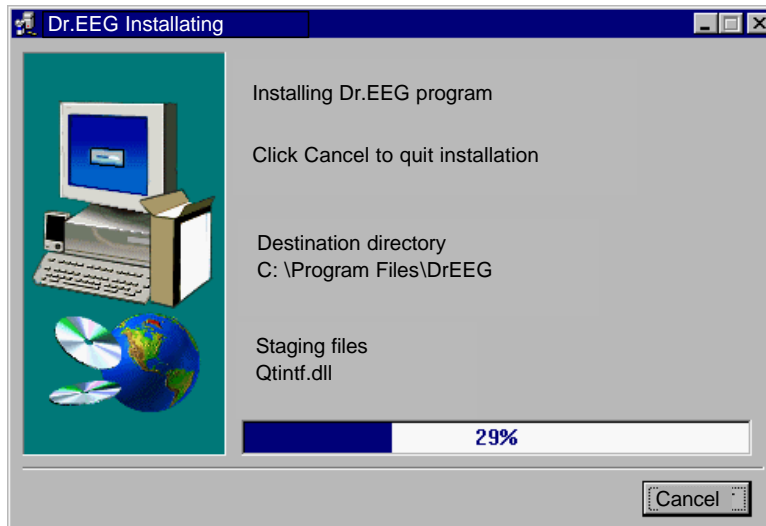 Dr.EEG Installating
Installing Dr.EEG program
Click Cancel to quit installation
Destination directory
C: \Program Files\DrEEG
Staging files
Qtintf.dll
29%
Cancel